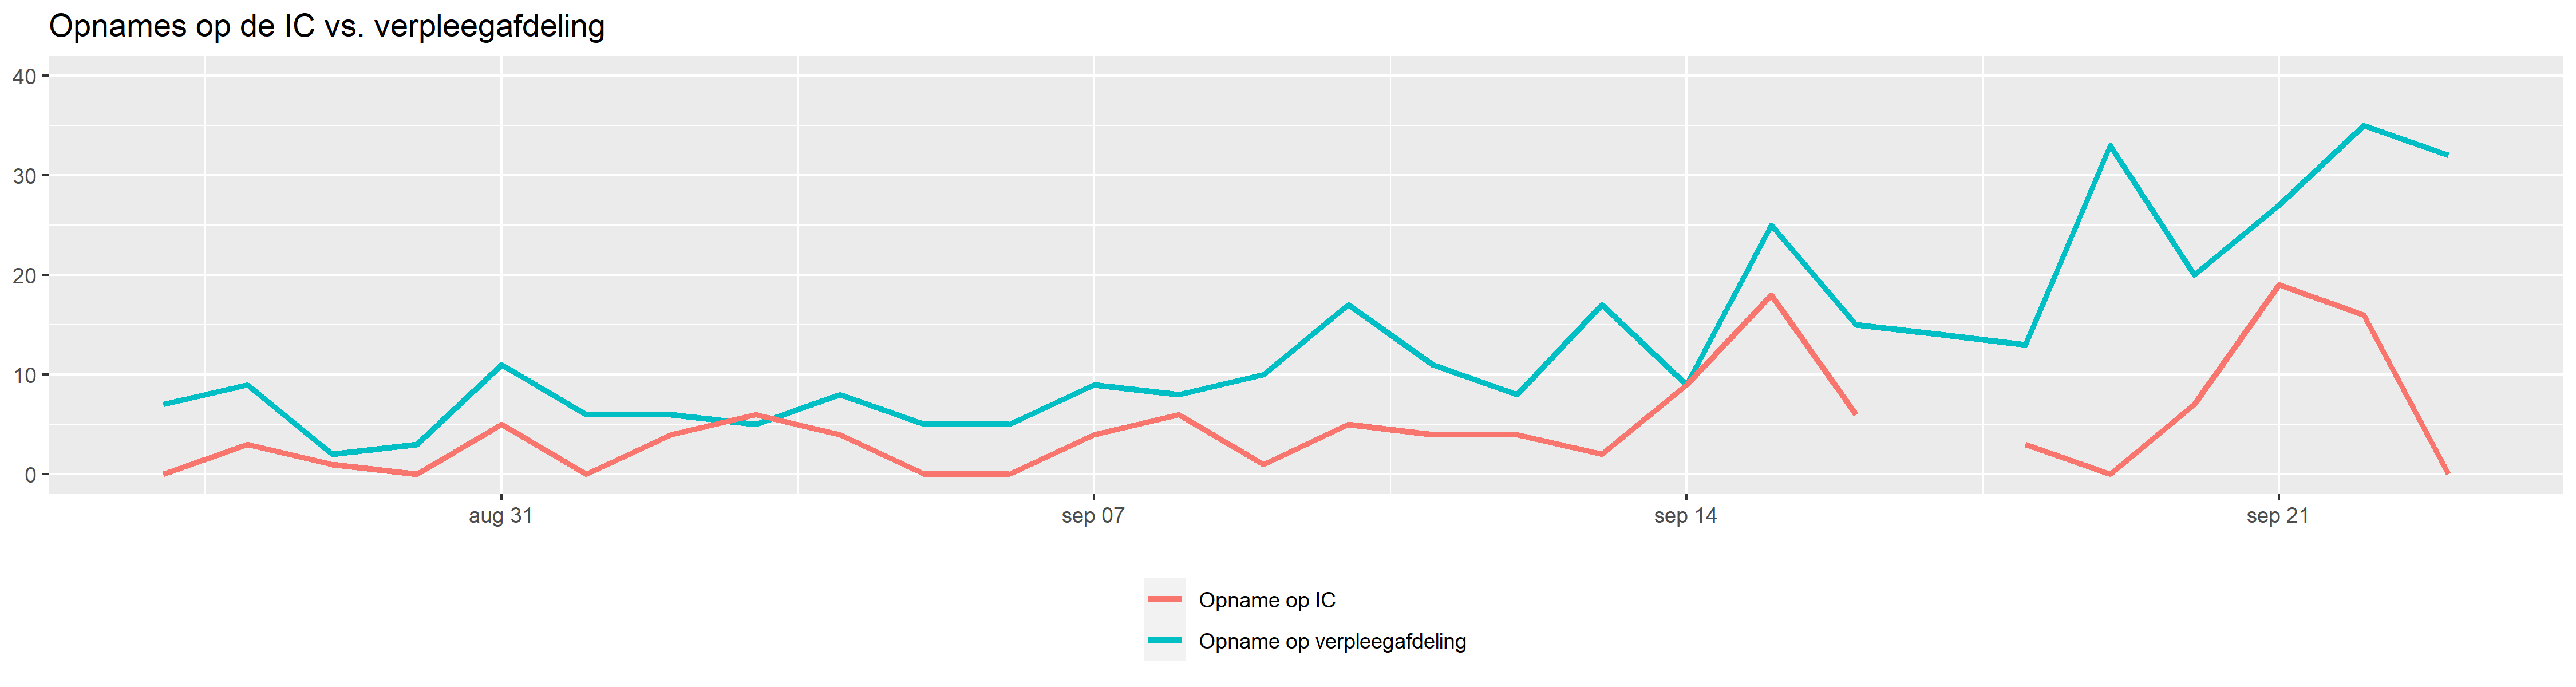 Opnames op de IC vs. verpleegafdeling
40
30
20
10
0
aug 31 sep 07 sep 14 sep 21
Opname op IC
Opname op verpleegafdeling